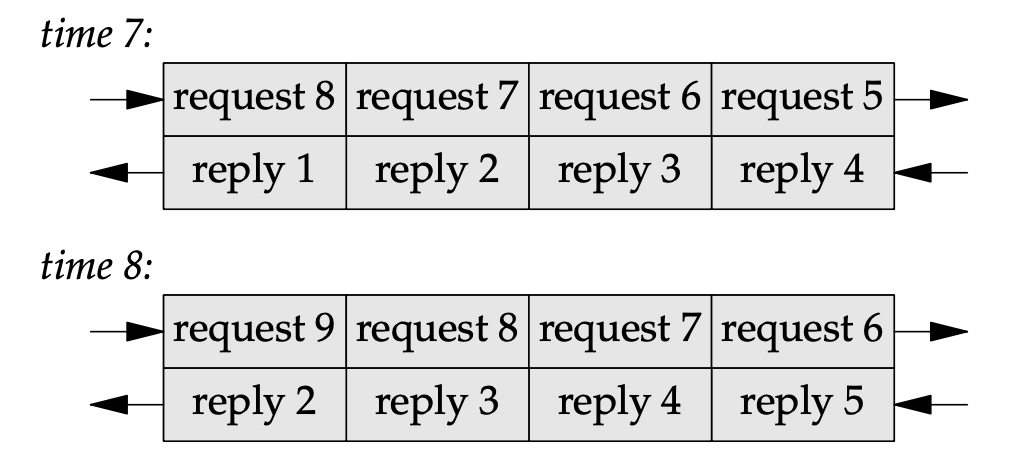 time 7:
request 8 request 7 request 6 request 5
reply 1 reply 2 reply 3 reply 4
time 8:
request 9 request 8 request 7 request 6
reply 2 reply 3 reply 4 reply 5